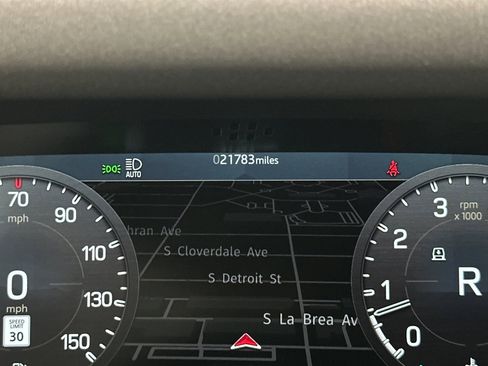 021783miles
AUTO
70
mph
90
110
130
150
0
mph
SPEED
LIMIT
30
hran Ave
S Cloverdale Ave
S Detroit St
S La Brea Av
3
rpm
x 1000
2
1
0
R